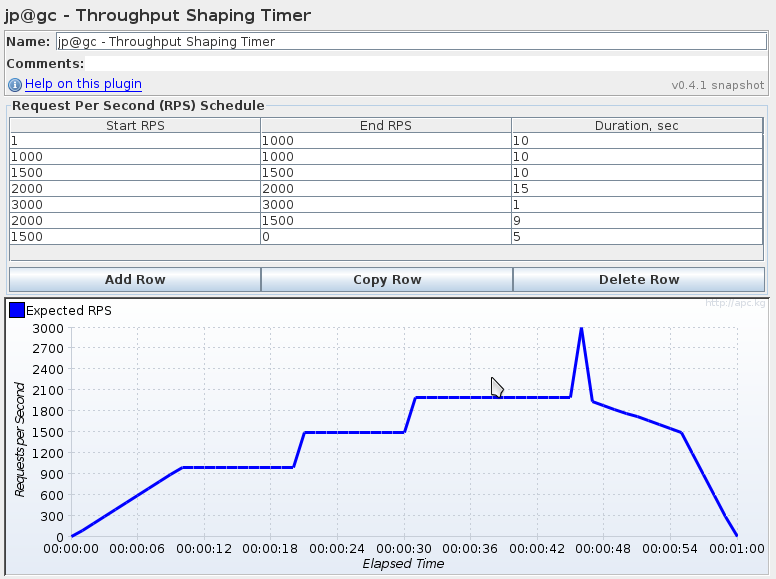 jp@gc - Throughput Shaping Timer
Name: jp@gc - Throughput Shaping Timer
Comments:
Help on this plugin v0.4.1 snapshot
Request Per Second (RPS) Schedule
Start RPS End RPS Duration, sec
1 1000 10
1000 1000 10
1500 1500 10
2000 2000 15
3000 3000 1
2000 1500 9
1500 0 5
Add Row Copy Row Delete Row
http://apc.kg
Expected RPS
3000
2700
2400
2100
1800
1500
1200
900
600
300
0
Requests per Second
00:00:00 00:00:06 00:00:12 00:00:18 00:00:24 00:00:30 00:00:36 00:00:42 00:00:48 00:00:54 00:01:00
Elapsed Time